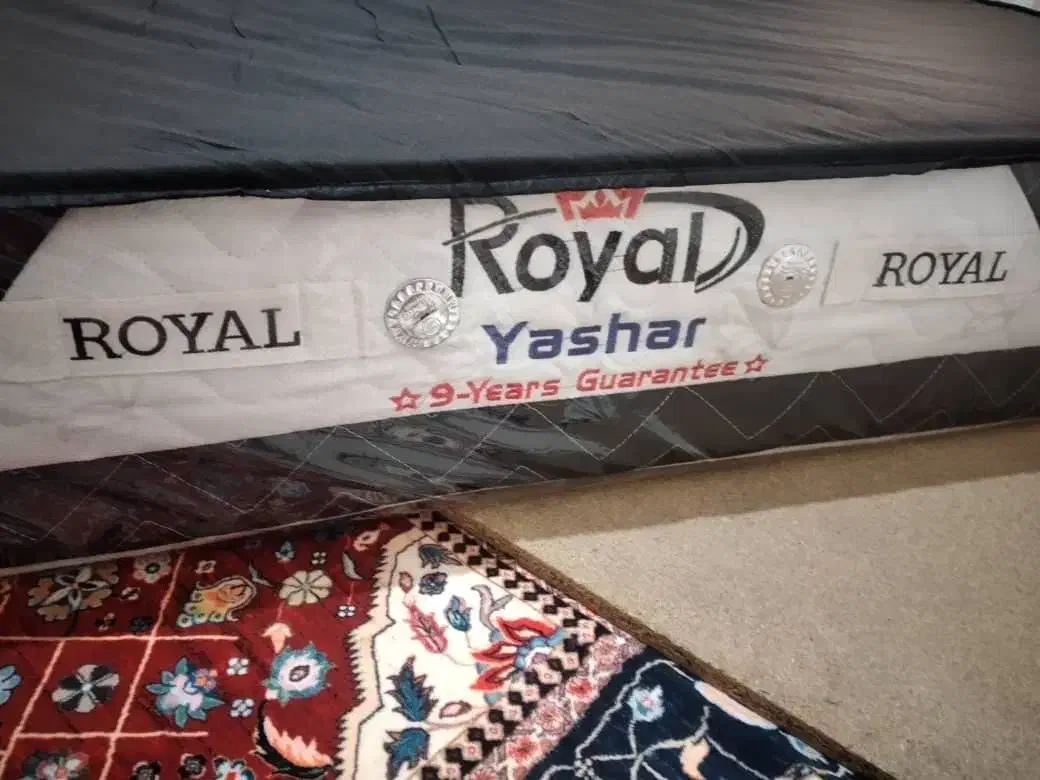 Royal
ROYAL
ROYAL
Yashar
☆ 9-Years Guarantee ☆